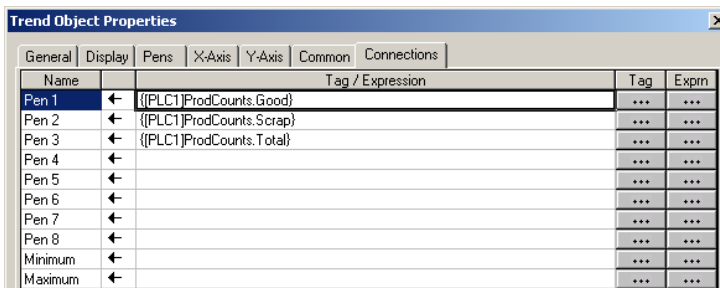 Trend Object Properties
General Display Pens X-Axis Y-Axis Common Connections
Name Tag / Expression Tag Exprn
Pen 1 {[PLC1]ProdCounts.Good} ...
Pen 2 {[PLC1]ProdCounts.Scrap} ... ...
Pen 3 {[PLC1]ProdCounts.Total} ... ...
Pen 4 ... ...
Pen 5 ... ...
Pen 6 ... ...
Pen 7 ... ...
Pen 8 ... ...
Minimum ... ...
Maximum ... ...